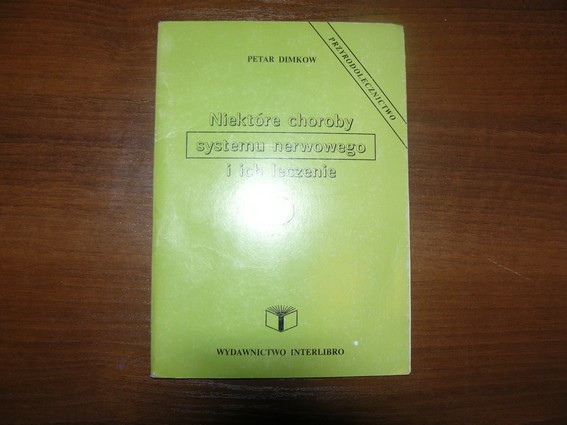 PETAR DIMKOW
PRZYRODOLECZNICTWO
Niektóre choroby
systemu nerwowego
i ich leczenie
WYDAWNICTWO INTERLIBRO